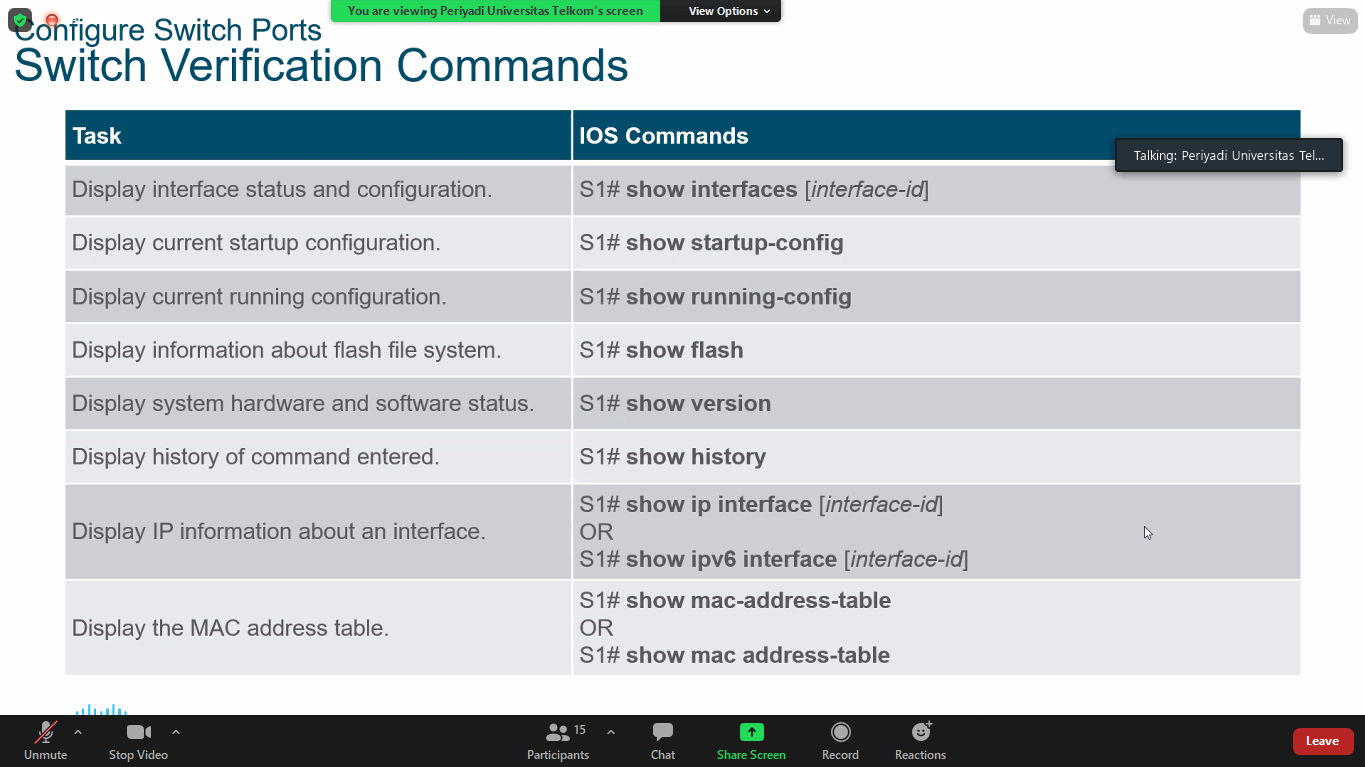 You are viewing Periyadi Universitas Telkom's screen
View Options
View
Configure Switch Ports
Switch Verification Commands
Task
IOS Commands
Talking: Periyadi Universitas Tel...
Display interface status and configuration.
S1# show interfaces [interface-id]
Display current startup configuration.
S1# show startup-config
Display current running configuration.
S1# show running-config
Display information about flash file system.
S1# show flash
Display system hardware and software status.
S1# show version
Display history of command entered.
S1# show history
Display IP information about an interface.
S1# show ip interface [interface-id]
OR
S1# show ipv6 interface [interface-id]
Display the MAC address table.
S1# show mac-address-table
OR
S1# show mac address-table
Unmute
Stop Video
15
Participants
Chat
Share Screen
Record
Reactions
Leave